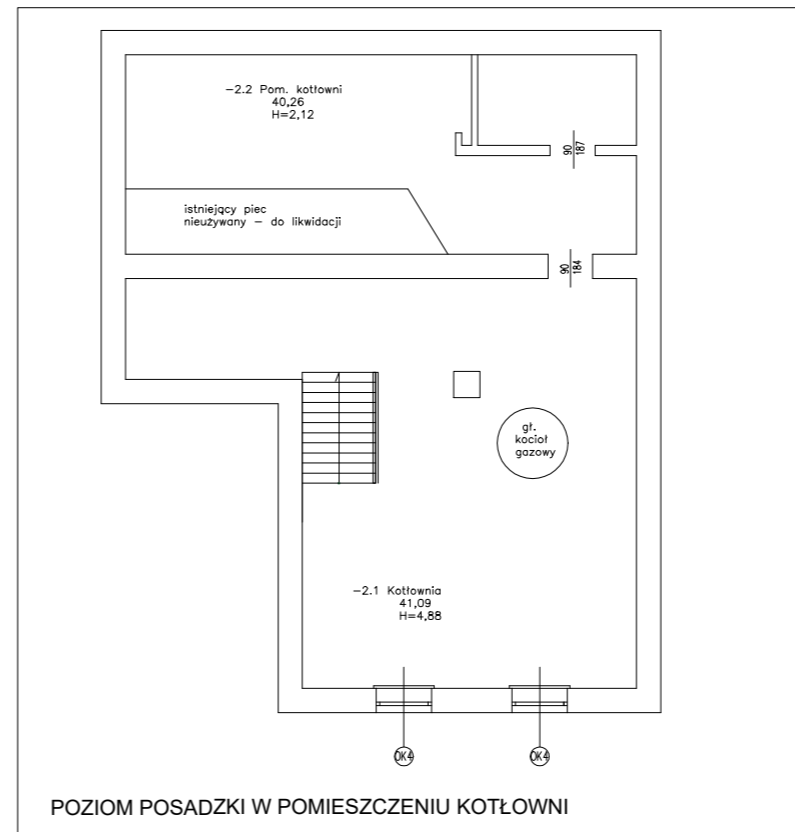 −2.2 Pom. kotłowni
40,26
H=2,12
90
187
istniejący piec
nieużywany − do likwidacji
90
184
gł.
kocioł
gazowy
−2.1 Kotłownia
41,09
H=4,88
OK4
OK4
POZIOM POSADZKI W POMIESZCZENIU KOTŁOWNI